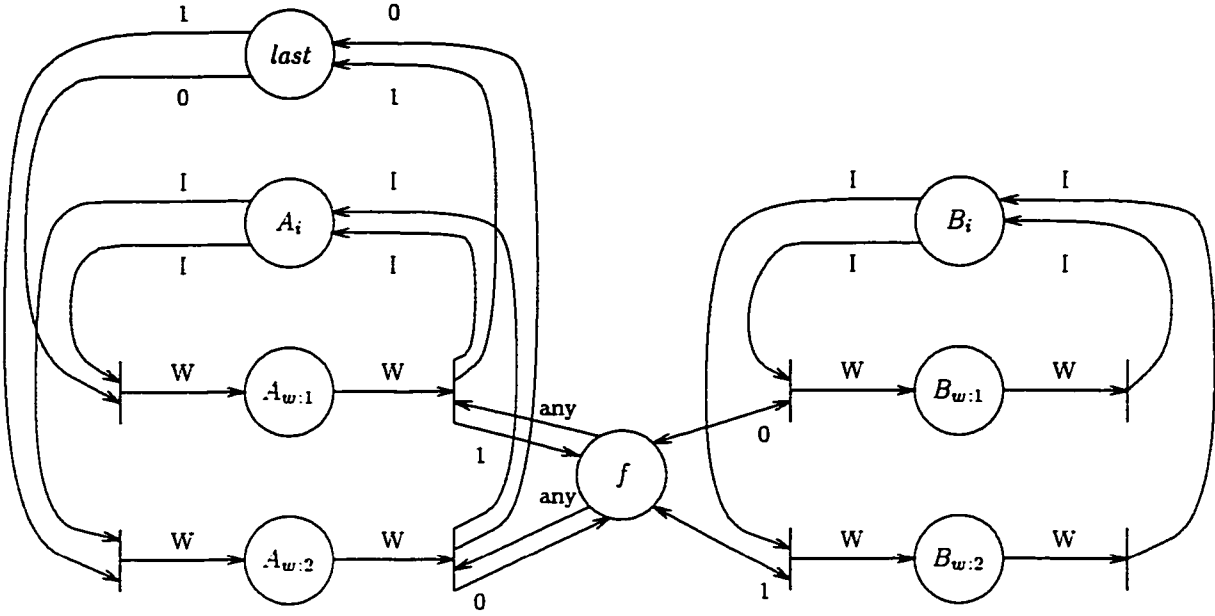 1 0
last
0 1
I I I I
A_i B_i
I I I I
W W W W
A_{w:1} B_{w:1}
any
1 0
f
any
W W W W
A_{w:2} B_{w:2}
0 1